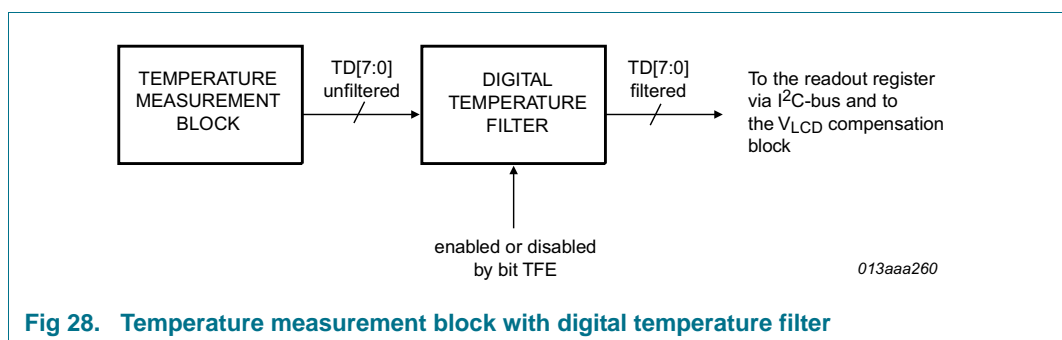 TEMPERATURE
MEASUREMENT
BLOCK
TD[7:0]
unfiltered
DIGITAL
TEMPERATURE
FILTER
TD[7:0]
filtered
To the readout register
via I2C-bus and to
the VLCD compensation
block
enabled or disabled
by bit TFE
013aaa260
Fig 28. Temperature measurement block with digital temperature filter